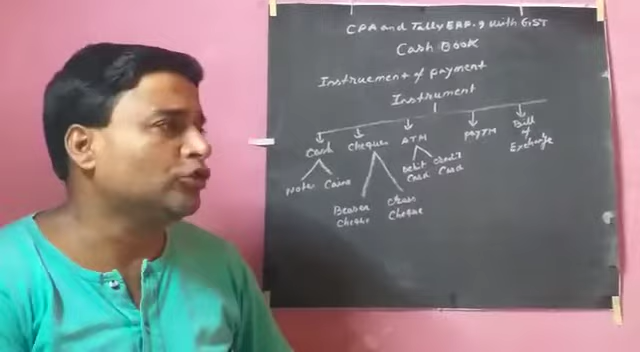 CPA and Tally ERP.9 with GST
Cash Book
Instruement of payment
Instrument
Cash Cheque ATM PAYTM Bill of Exchange
Notes Coins Debit Card Credit Card
Bearer Cheque Cross Cheque